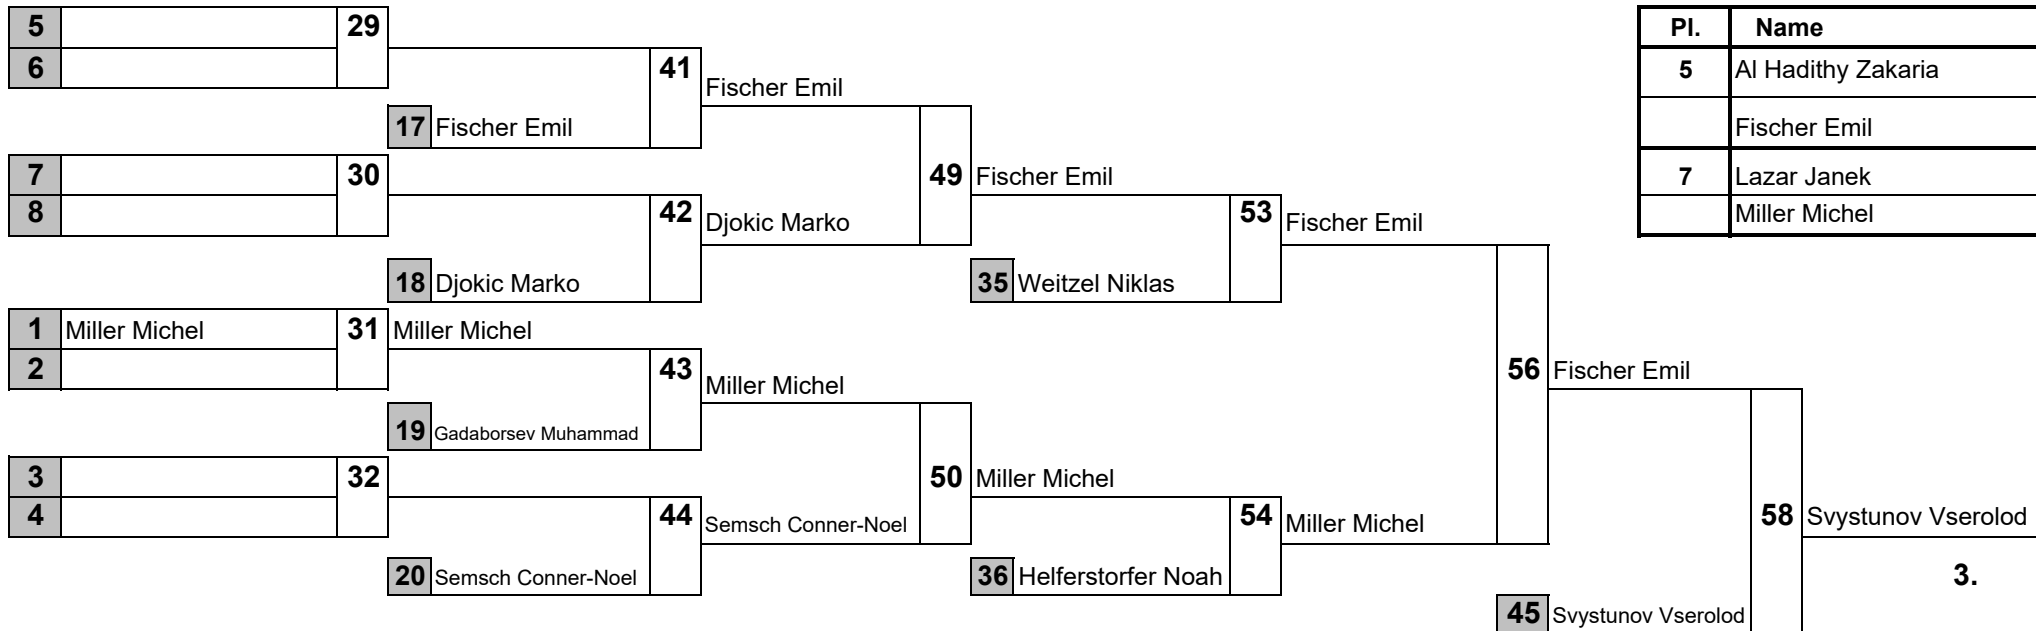 5 29 Pl. Name
6 41 5 Al Hadithy Zakaria
Fischer Emil
17 Fischer Emil Fischer Emil
7 30 49 Fischer Emil 7 Lazar Janek
8 42 Djokic Marko 53 Fischer Emil Miller Michel
18 Djokic Marko 35 Weitzel Niklas
1 Miller Michel 31 Miller Michel
2 43 Miller Michel 56 Fischer Emil
19 Gadaborsev Muhammad
3 32 50 Miller Michel
4 44 Semsch Conner-Noel 54 Miller Michel 58 Svystunov Vserolod
20 Semsch Conner-Noel 36 Helferstorfer Noah 3.
45 Svystunov Vserolod